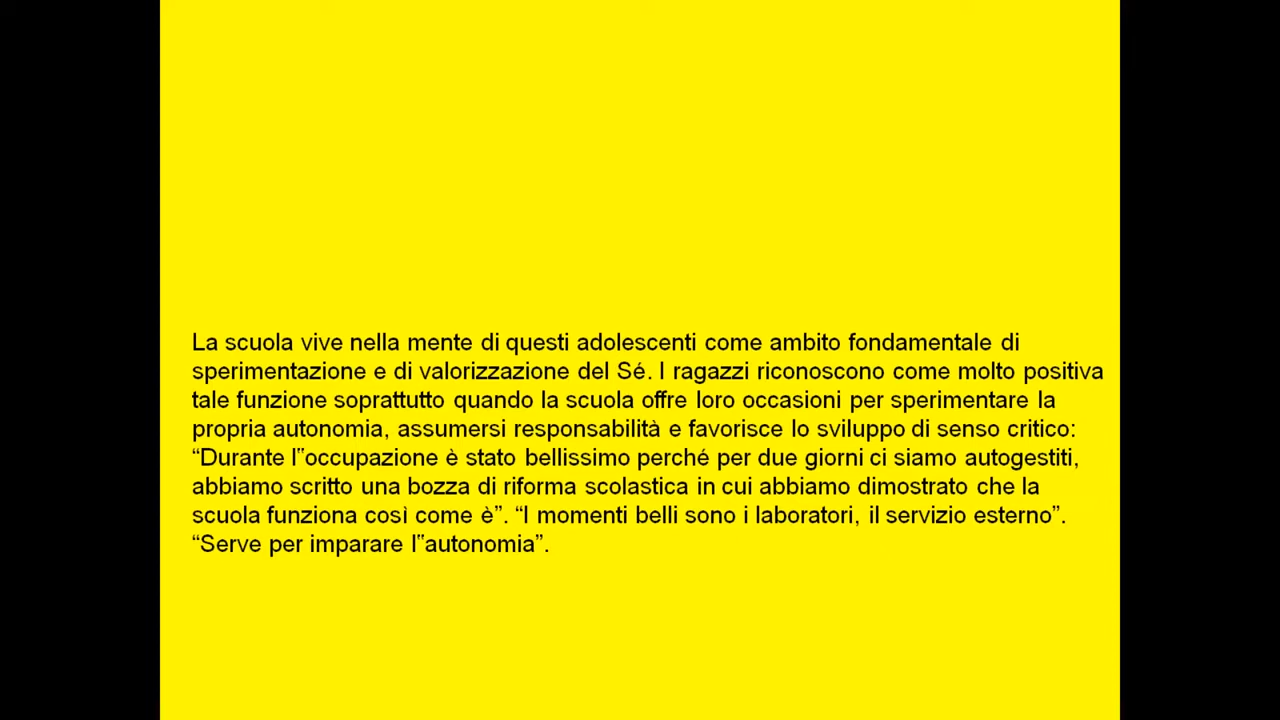 La scuola vive nella mente di questi adolescenti come ambito fondamentale di
sperimentazione e di valorizzazione del Sé. I ragazzi riconoscono come molto positiva
tale funzione soprattutto quando la scuola offre loro occasioni per sperimentare la
propria autonomia, assumersi responsabilità e favorisce lo sviluppo di senso critico:
“Durante l‟occupazione è stato bellissimo perché per due giorni ci siamo autogestiti,
abbiamo scritto una bozza di riforma scolastica in cui abbiamo dimostrato che la
scuola funziona così come è”. “I momenti belli sono i laboratori, il servizio esterno”.
“Serve per imparare l‟autonomia”.